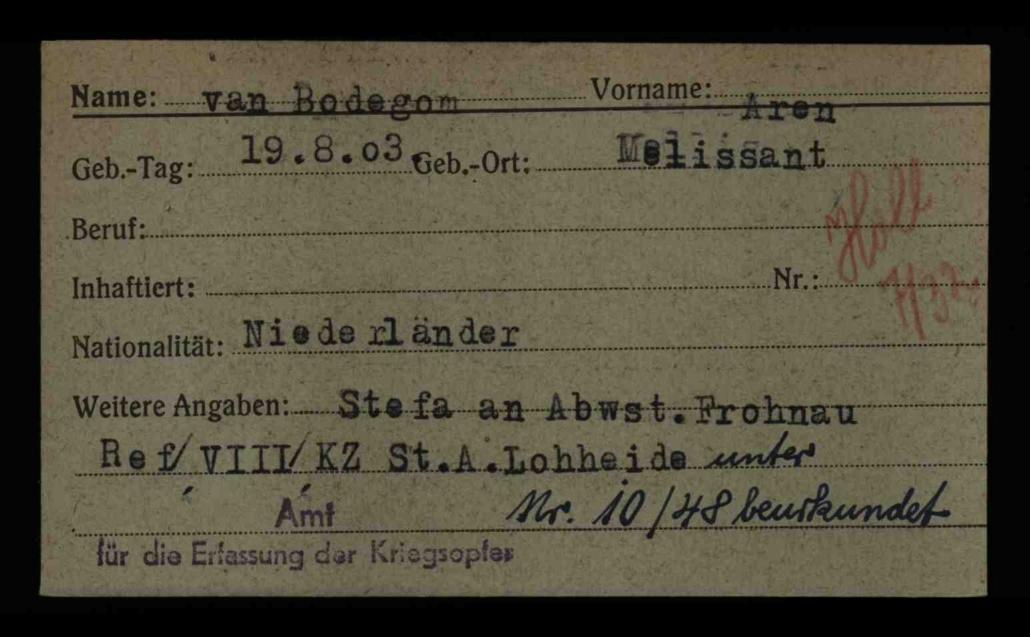 Name: van Bodegom Vorname: Aren
Geb.-Tag: 19.8.03. Geb.-Ort: Melissant
Beruf:
Inhaftiert: Nr.:
Nationalität: Niederländer
Weitere Angaben: Stefa an Abwst.Frohnau
Ref/VIII/KZ St.A.Lohheide unter
Nr. 10/48 beurkundet
Amt
für die Erfassung der Kriegsopfer